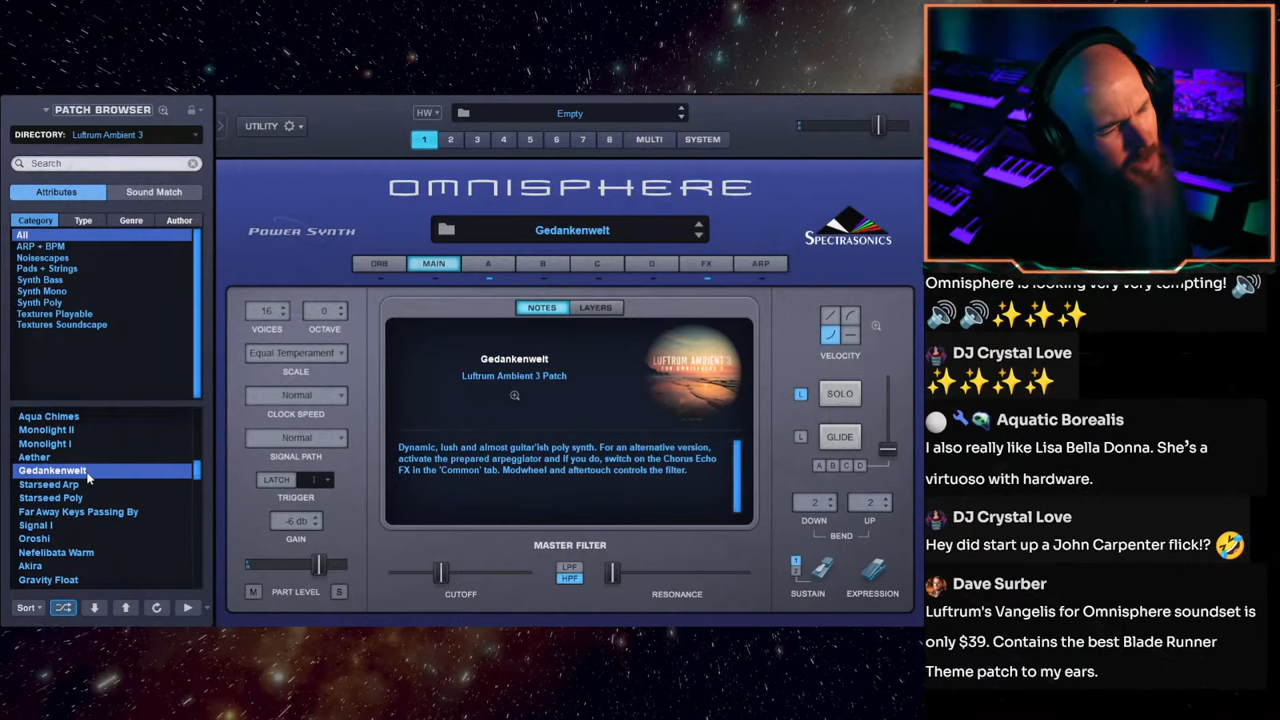 PATCH BROWSER
DIRECTORY: Luftrum Ambient 3
Search
Attributes
Sound Match
Category
Type
Genre
Author
All
ARP + BPM
Noisescapes
Pads + Strings
Synth Bass
Synth Mono
Synth Poly
Textures Playable
Textures Soundscape
Aqua Chimes
Monolight II
Monolight I
Aether
Gedankenwelt
Starseed Arp
Starseed Poly
Far Away Keys Passing By
Signal I
Oroshi
Nefelibata Warm
Akira
Gravity Float
Sort
UTILITY
HW
Empty
1 2 3 4 5 6 7 8 MULTI SYSTEM
OMNISPHERE
POWER SYNTH
Gedankenwelt
SPECTRASONICS
ORB MAIN A B C D FX ARP
16
0
VOICES
OCTAVE
Equal Temperament
SCALE
Normal
CLOCK SPEED
Normal
SIGNAL PATH
LATCH
TRIGGER
-6 db
GAIN
M PART LEVEL S
NOTES
LAYERS
Gedankenwelt
Luftrum Ambient 3 Patch
LUFTRUM AMBIENT 3
Dynamic, lush and almost guitar'ish poly synth. For an alternative version,
activate the prepared arpeggiator and if you do, switch on the Chorus Echo
FX in the 'Common' tab. Modwheel and aftertouch controls the filter.
MASTER FILTER
LPF
HPF
CUTOFF
RESONANCE
VELOCITY
L SOLO
L GLIDE
A B C D
2
2
DOWN
UP
BEND
1
2
SUSTAIN
EXPRESSION
Omnisphere is looking very very tempting! 🔊
🔊🔊✨✨✨
DJ Crystal Love
✨✨✨✨
Aquatic Borealis
I also really like Lisa Bella Donna. She's a
virtuoso with hardware.
DJ Crystal Love
Hey did start up a John Carpenter flick!? 🤣
Dave Surber
Luftrum's Vangelis for Omnisphere soundset is
only $39. Contains the best Blade Runner
Theme patch to my ears.